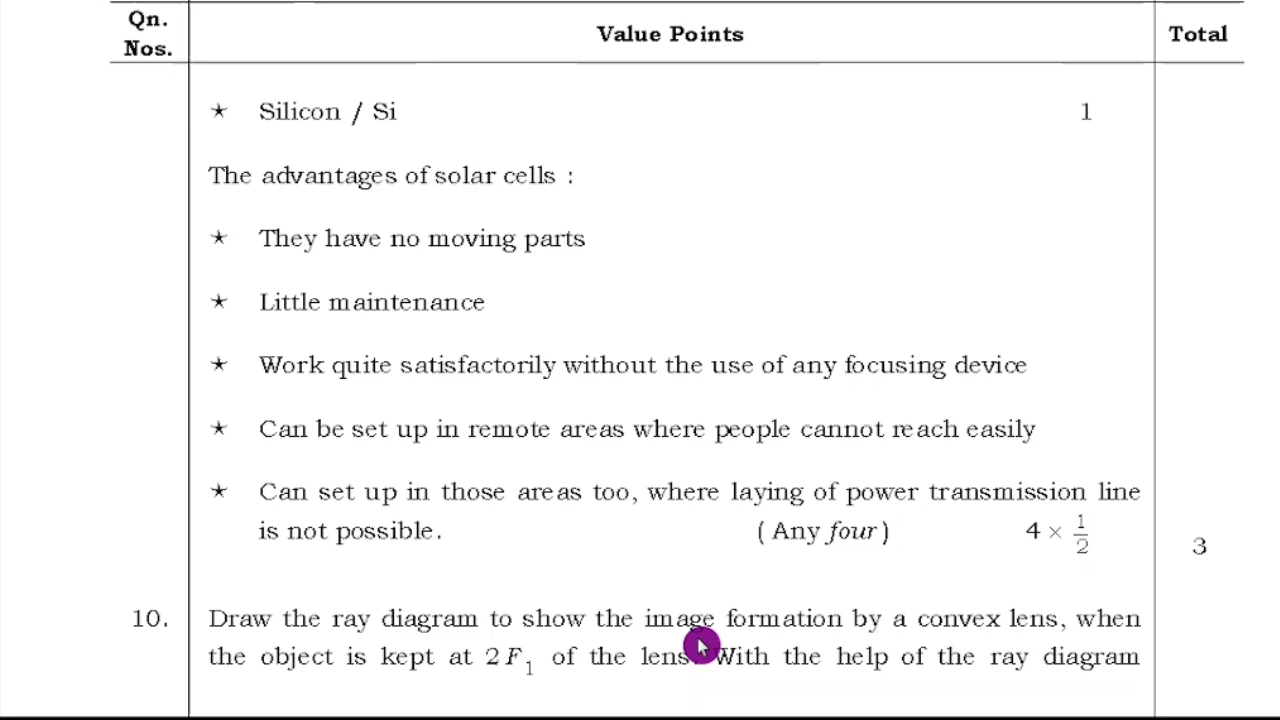 Qn. Nos. Value Points Total
★ Silicon / Si 1
The advantages of solar cells :
★ They have no moving parts
★ Little maintenance
★ Work quite satisfactorily without the use of any focusing device
★ Can be set up in remote areas where people cannot reach easily
★ Can set up in those areas too, where laying of power transmission line
is not possible. ( Any four ) 4 × 1/2
3
10. Draw the ray diagram to show the image formation by a convex lens, when
the object is kept at 2F₁ of the lens. With the help of the ray diagram